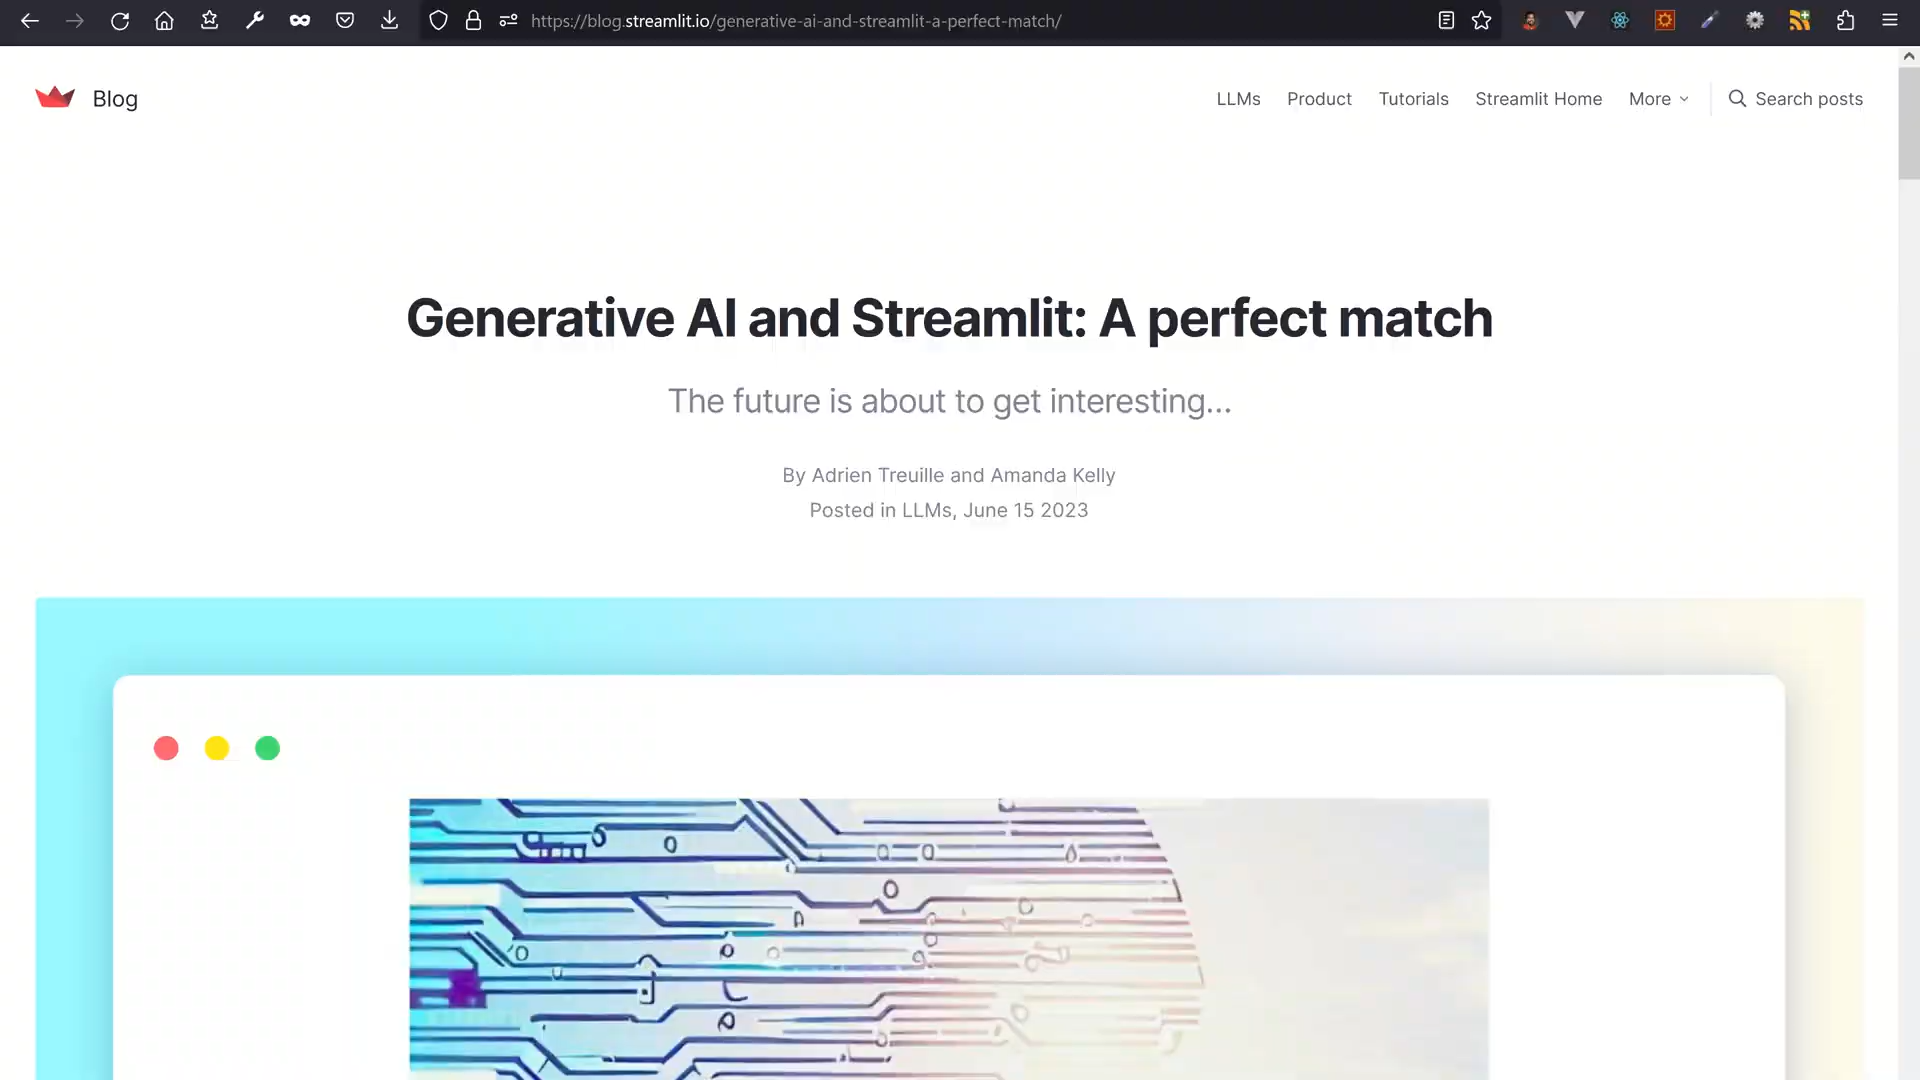 https://blog.streamlit.io/generative-ai-and-streamlit-a-perfect-match/
Blog
LLMs
Product
Tutorials
Streamlit Home
More
Search posts
Generative AI and Streamlit: A perfect match
The future is about to get interesting...
By Adrien Treuille and Amanda Kelly
Posted in LLMs, June 15 2023